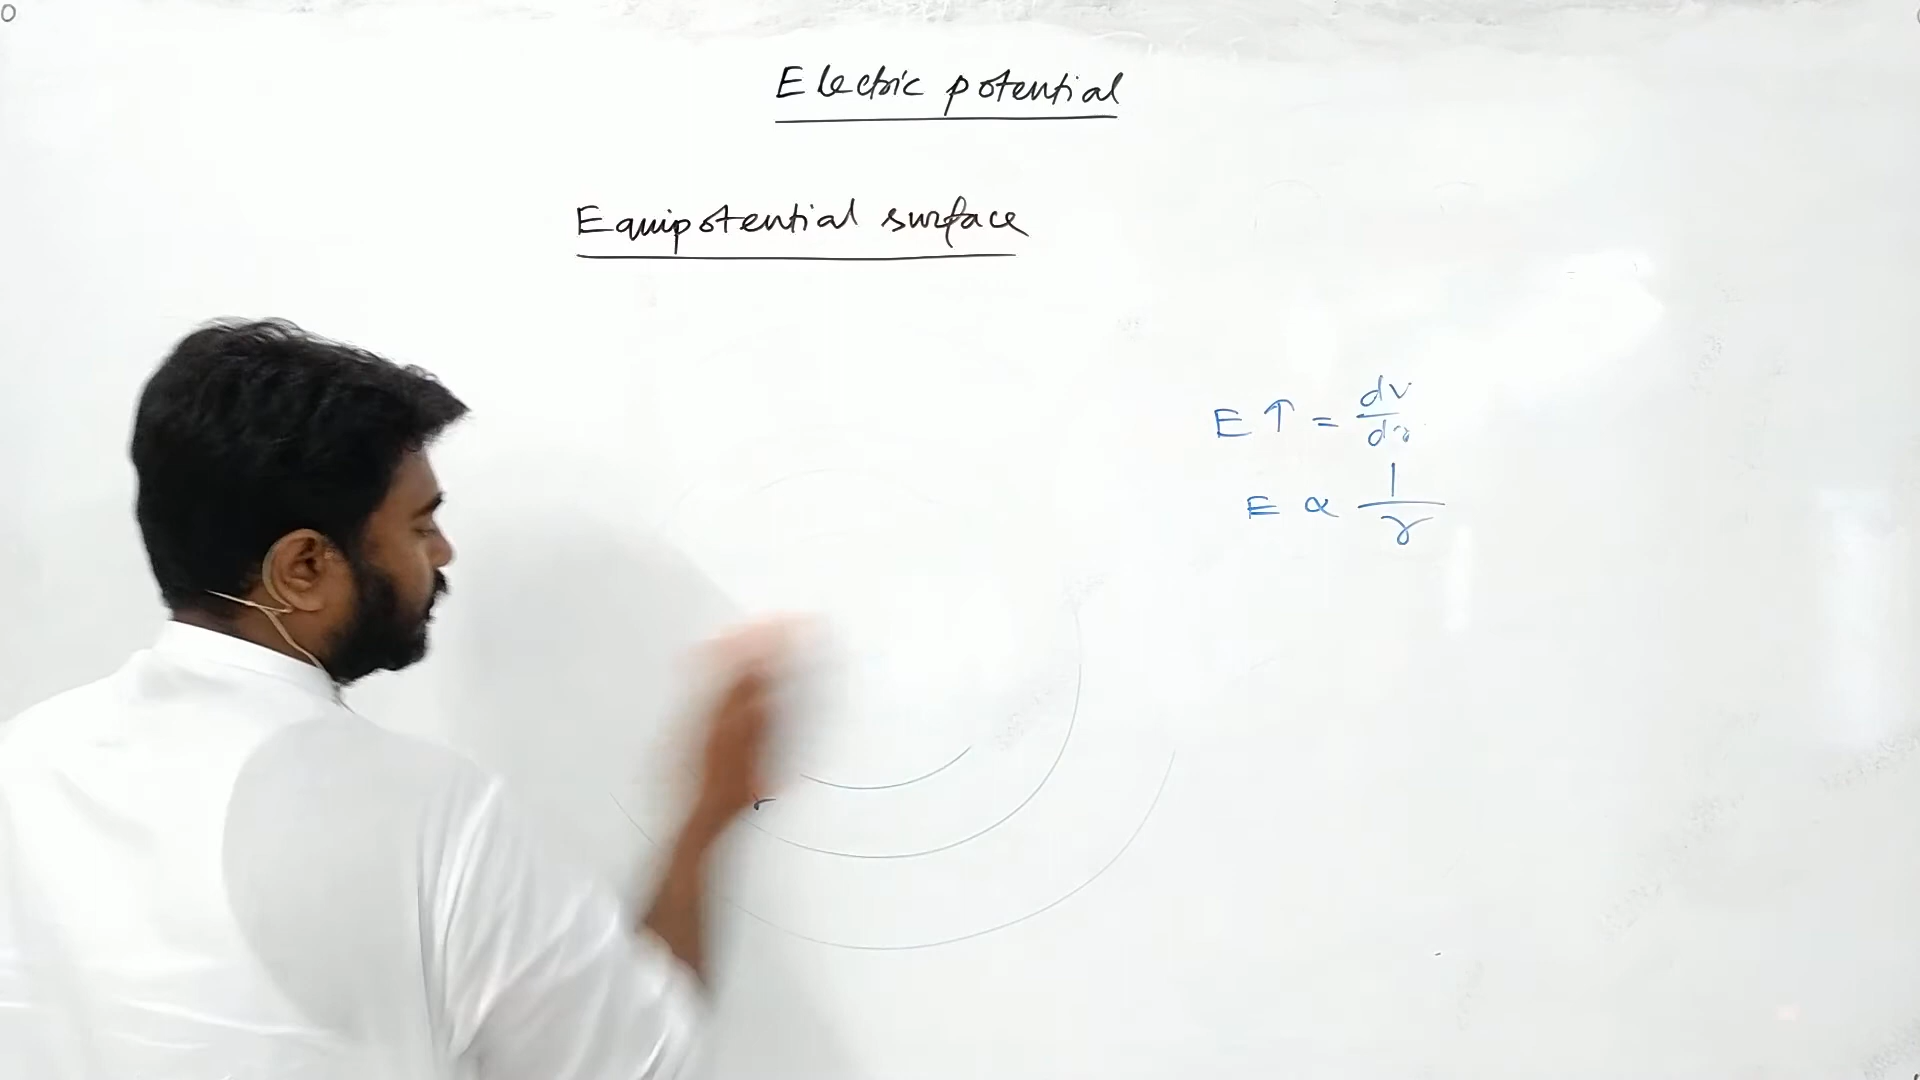 Electric potential
Equipotential surface
E ↑ = dv/dr
E ∝ 1/r
r